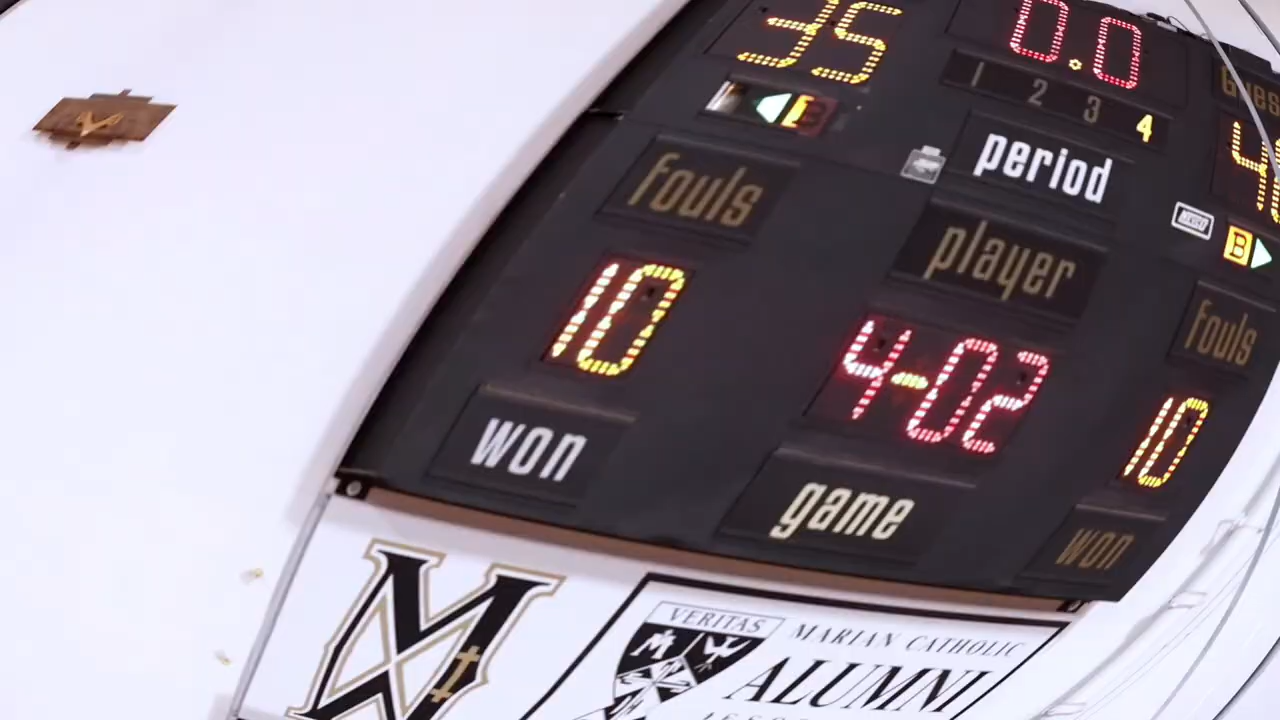 35 0.0
1 2 3 4
period
B
fouls player fouls
10 4-02 10
won game won
VERITAS
MARIAN CATHOLIC
ALUMNI